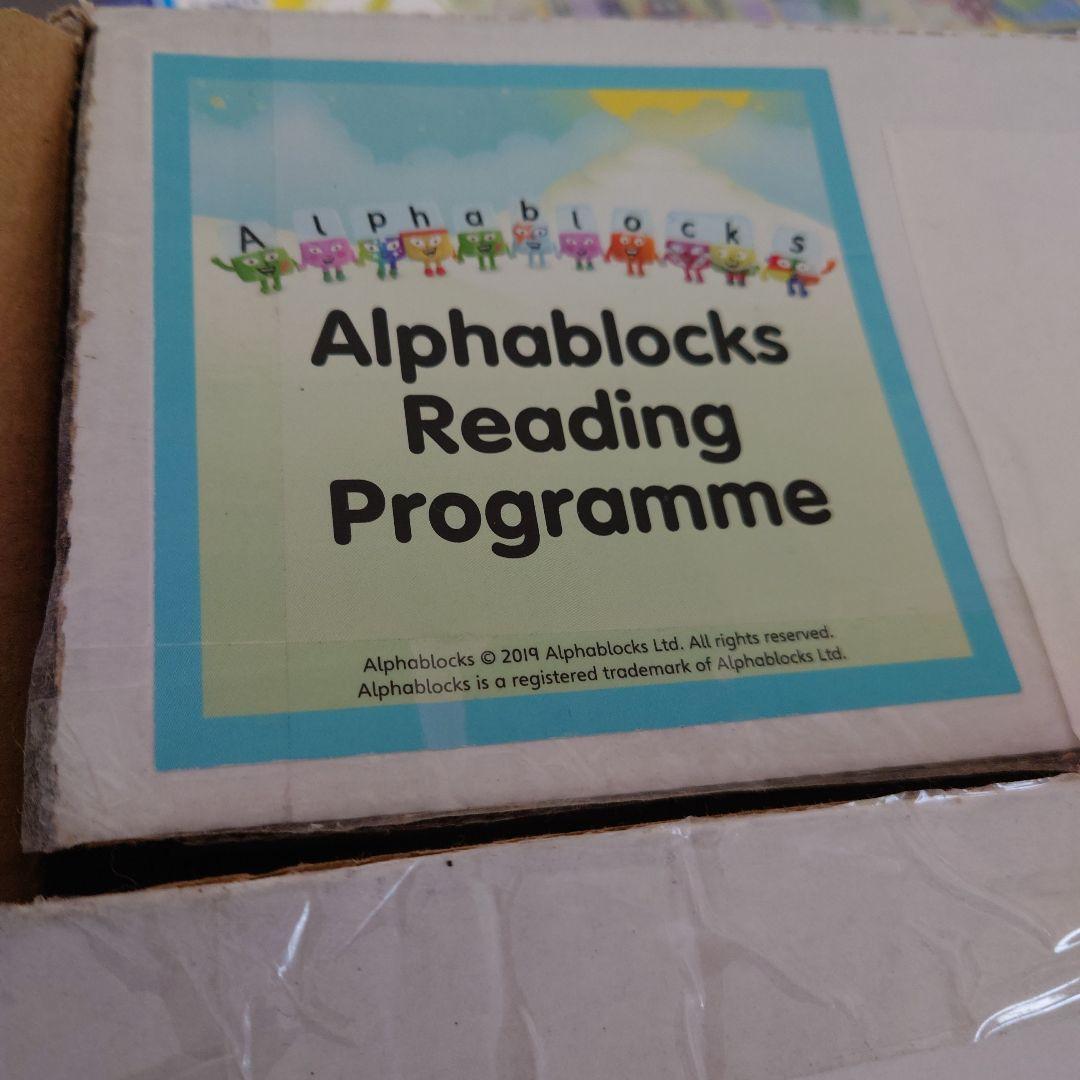 Alphablocks
Alphablocks
Reading
Programme
Alphablocks © 2019 Alphablocks Ltd. All rights reserved.
Alphablocks is a registered trademark of Alphablocks Ltd.